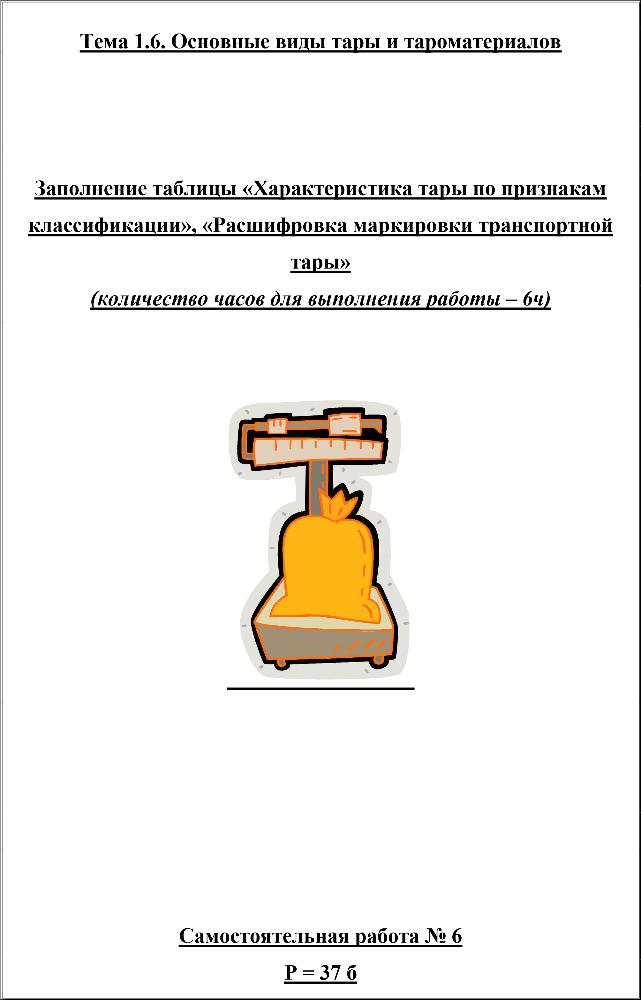 Тема 1.6. Основные виды тары и тароматериалов
Заполнение таблицы «Характеристика тары по признакам
классификации», «Расшифровка маркировки транспортной
тары»
(количество часов для выполнения работы – 6ч)
Самостоятельная работа № 6
Р = 37 б